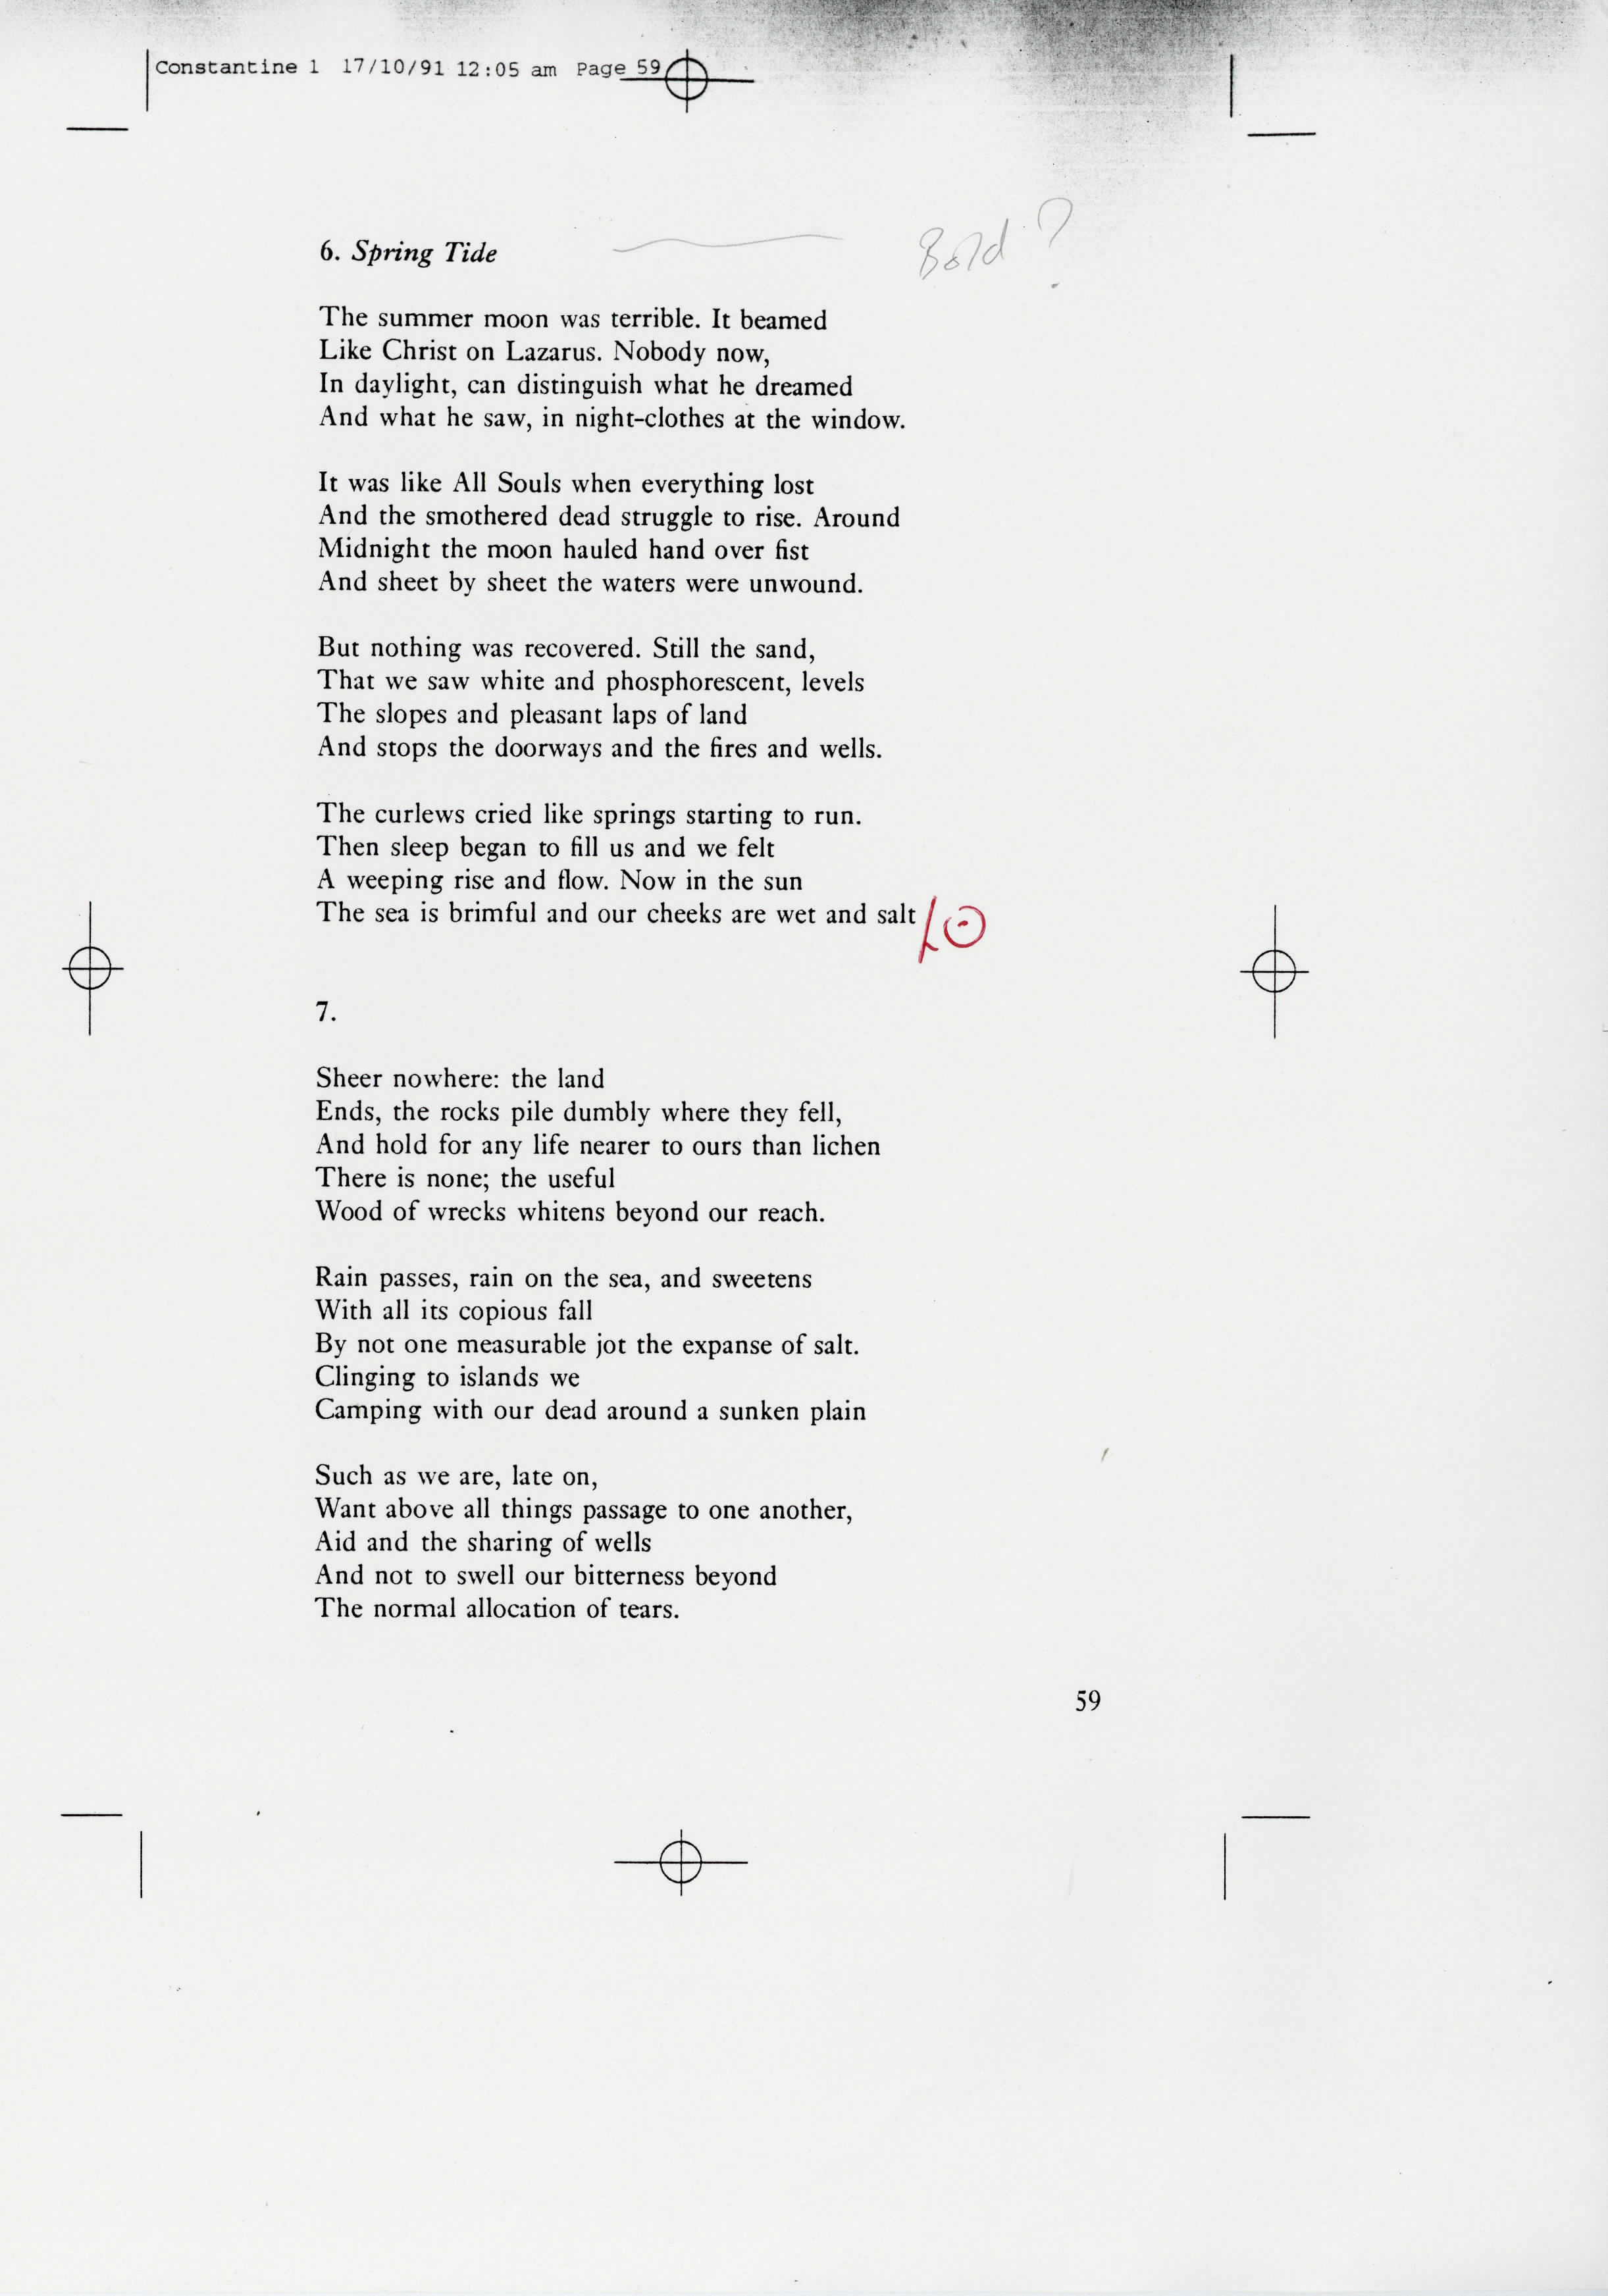 Constantine 1 17/10/91 12:05 am Page 59
6. Spring Tide
Bold?
The summer moon was terrible. It beamed
Like Christ on Lazarus. Nobody now,
In daylight, can distinguish what he dreamed
And what he saw, in night-clothes at the window.
It was like All Souls when everything lost
And the smothered dead struggle to rise. Around
Midnight the moon hauled hand over fist
And sheet by sheet the waters were unwound.
But nothing was recovered. Still the sand,
That we saw white and phosphorescent, levels
The slopes and pleasant laps of land
And stops the doorways and the fires and wells.
The curlews cried like springs starting to run.
Then sleep began to fill us and we felt
A weeping rise and flow. Now in the sun
The sea is brimful and our cheeks are wet and salt
7.
Sheer nowhere: the land
Ends, the rocks pile dumbly where they fell,
And hold for any life nearer to ours than lichen
There is none; the useful
Wood of wrecks whitens beyond our reach.
Rain passes, rain on the sea, and sweetens
With all its copious fall
By not one measurable jot the expanse of salt.
Clinging to islands we
Camping with our dead around a sunken plain
Such as we are, late on,
Want above all things passage to one another,
Aid and the sharing of wells
And not to swell our bitterness beyond
The normal allocation of tears.
59